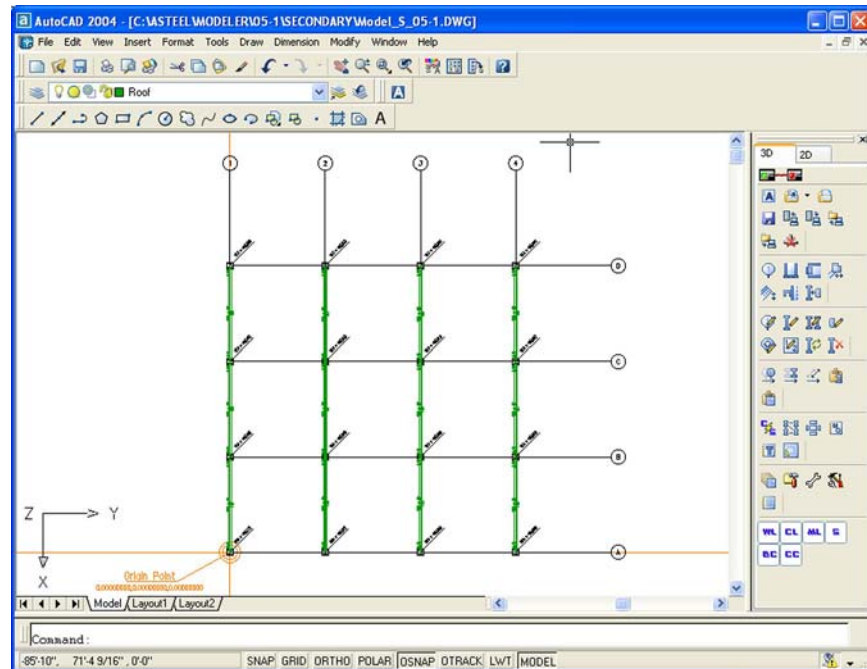 AutoCAD 2004 - [C:\ASTEEL\MODELER\05-1\SECONDARY\Model_S_05-1.DWG]
File Edit View Insert Format Tools Draw Dimension Modify Window Help
Roof
3D 2D
1 2 3 4
D
C
B
A
Z Y
X
Origin Point
Model Layout1 Layout2
WL CL ML
BC CC
Command:
-85'-10", 71'-4 9/16", 0'-0" SNAP GRID ORTHO POLAR OSNAP OTRACK LWT MODEL